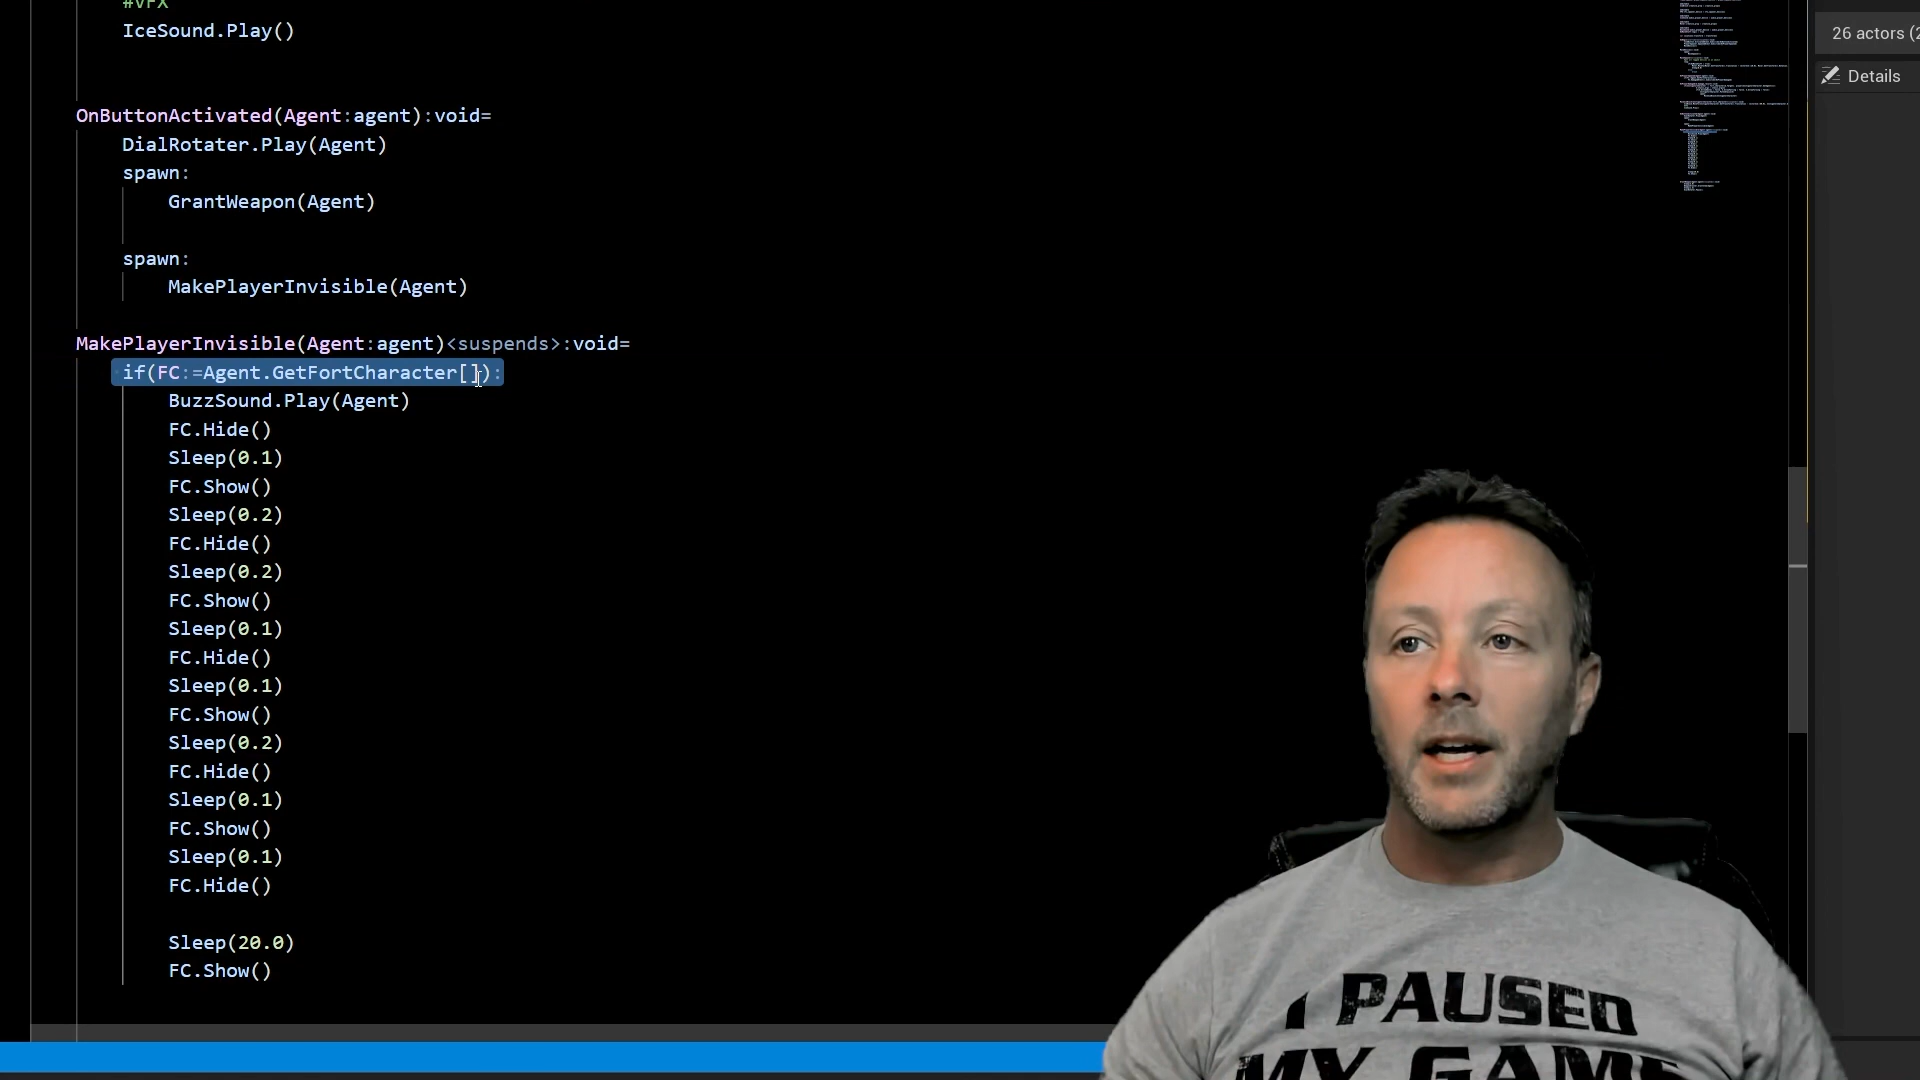 #VFX
IceSound.Play()
OnButtonActivated(Agent:agent):void=
DialRotater.Play(Agent)
spawn:
GrantWeapon(Agent)
spawn:
MakePlayerInvisible(Agent)
MakePlayerInvisible(Agent:agent)<suspends>:void=
if(FC:=Agent.GetFortCharacter[]):
BuzzSound.Play(Agent)
FC.Hide()
Sleep(0.1)
FC.Show()
Sleep(0.2)
FC.Hide()
Sleep(0.2)
FC.Show()
Sleep(0.1)
FC.Hide()
Sleep(0.1)
FC.Show()
Sleep(0.2)
FC.Hide()
Sleep(0.1)
FC.Show()
Sleep(0.1)
FC.Hide()
Sleep(20.0)
FC.Show()
26 actors (2
Details
I PAUSED
MY GAME